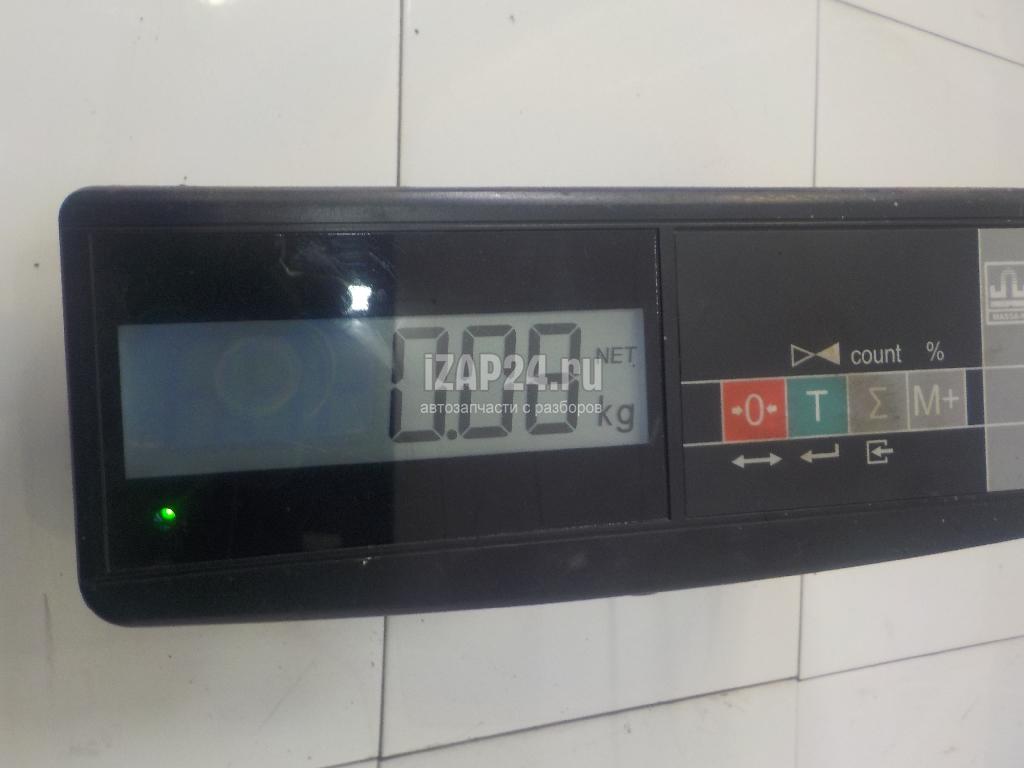 0.00
NET
kg
iZAP24.ru
автозапчасти с разборов
count %
→0← T Σ M+